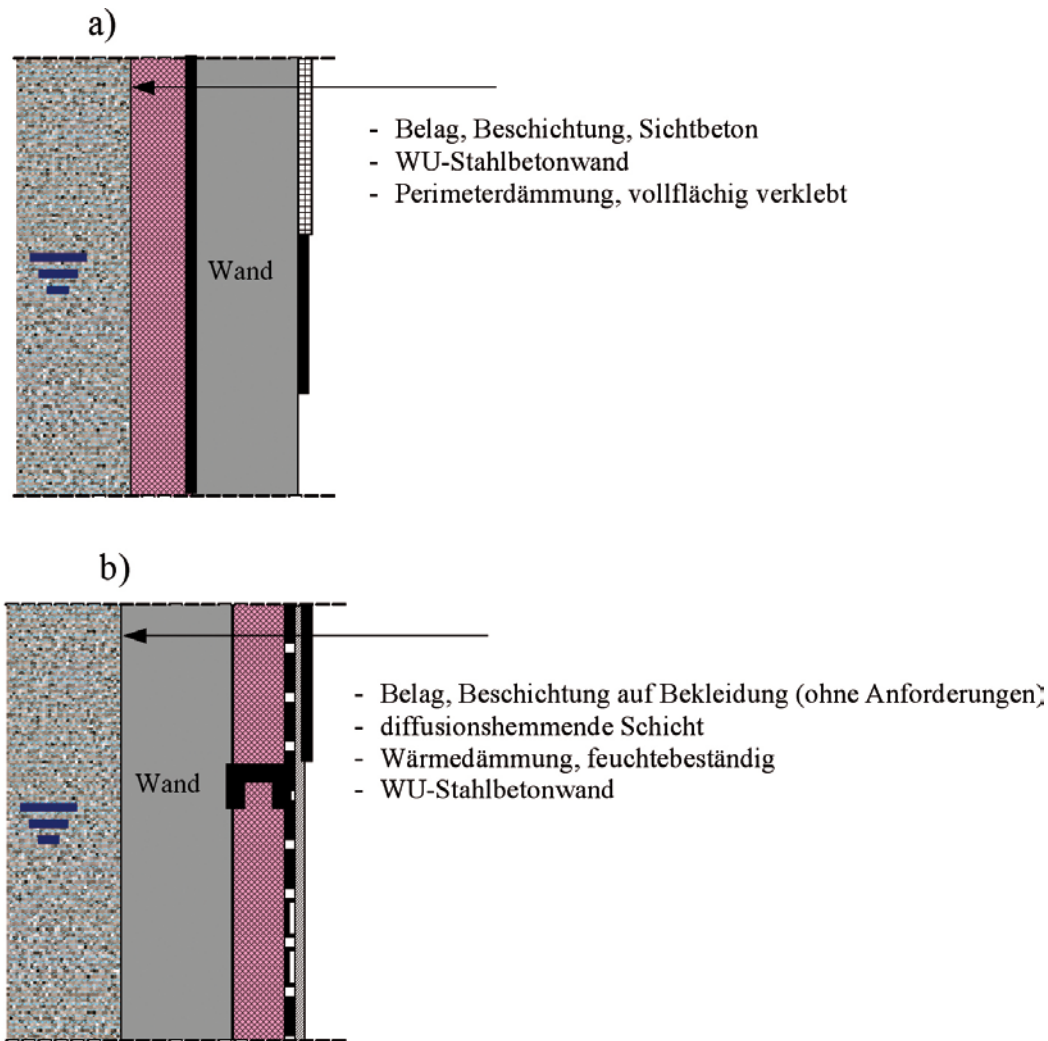 a)
- Belag, Beschichtung, Sichtbeton
- WU-Stahlbetonwand
- Perimeterdämmung, vollflächig verklebt
Wand
b)
- Belag, Beschichtung auf Bekleidung (ohne Anforderungen)
- diffusionshemmende Schicht
- Wärmedämmung, feuchtebeständig
- WU-Stahlbetonwand
Wand